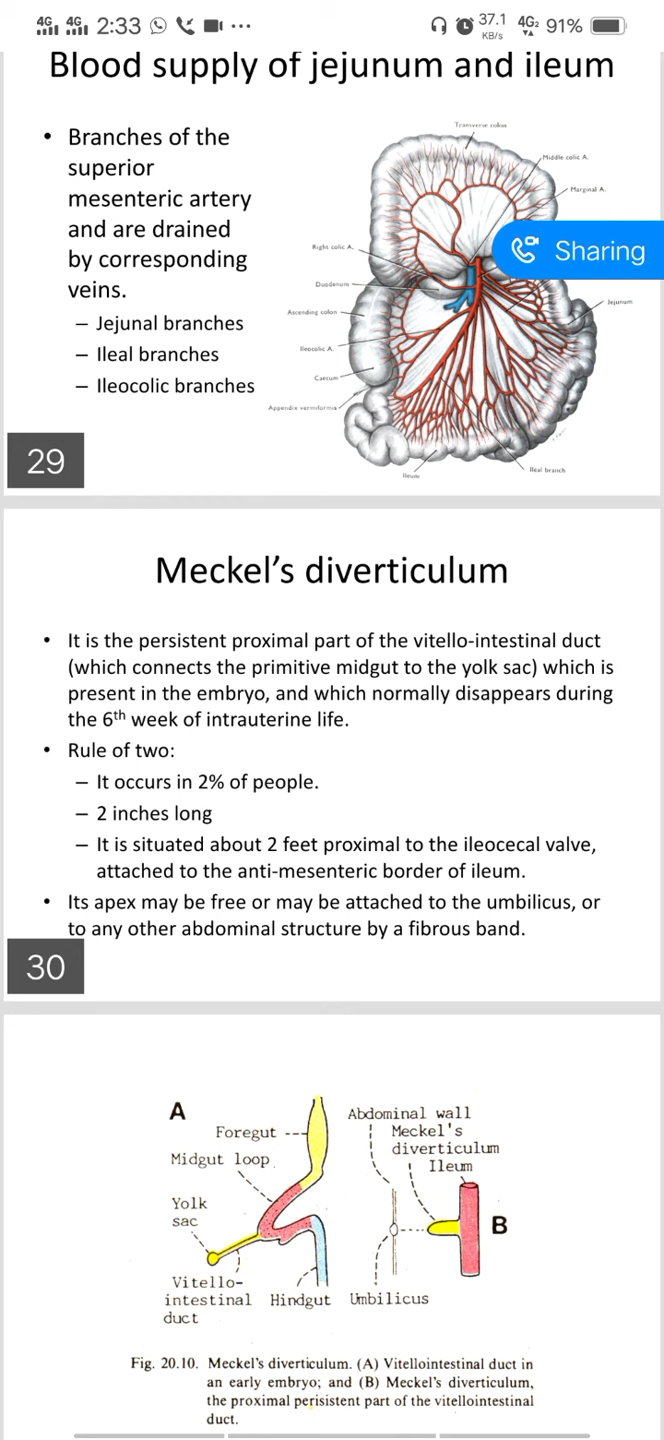 4G 4G 2:33 ... 37.1 KB/s 4G2 91%
Blood supply of jejunum and ileum
• Branches of the
superior
mesenteric artery
and are drained
by corresponding
veins.
– Jejunal branches
– Ileal branches
– Ileocolic branches
Transverse colon
Middle colic A.
Marginal A.
Right colic A.
Sharing
Duodenum
Jejunum
Ascending colon
Ileocolic A.
Caecum
Appendix vermiformis
Ileum
Ileal branch
29
Meckel's diverticulum
• It is the persistent proximal part of the vitello-intestinal duct
(which connects the primitive midgut to the yolk sac) which is
present in the embryo, and which normally disappears during
the 6th week of intrauterine life.
• Rule of two:
– It occurs in 2% of people.
– 2 inches long
– It is situated about 2 feet proximal to the ileocecal valve,
attached to the anti-mesenteric border of ileum.
• Its apex may be free or may be attached to the umbilicus, or
to any other abdominal structure by a fibrous band.
30
A
Foregut
Midgut loop
Yolk
sac
Vitello-
intestinal
duct
Hindgut
Abdominal wall
Meckel's
diverticulum
Ileum
B
Umbilicus
Fig. 20.10. Meckel's diverticulum. (A) Vitellointestinal duct in
an early embryo; and (B) Meckel's diverticulum,
the proximal perisistent part of the vitellointestinal
duct.